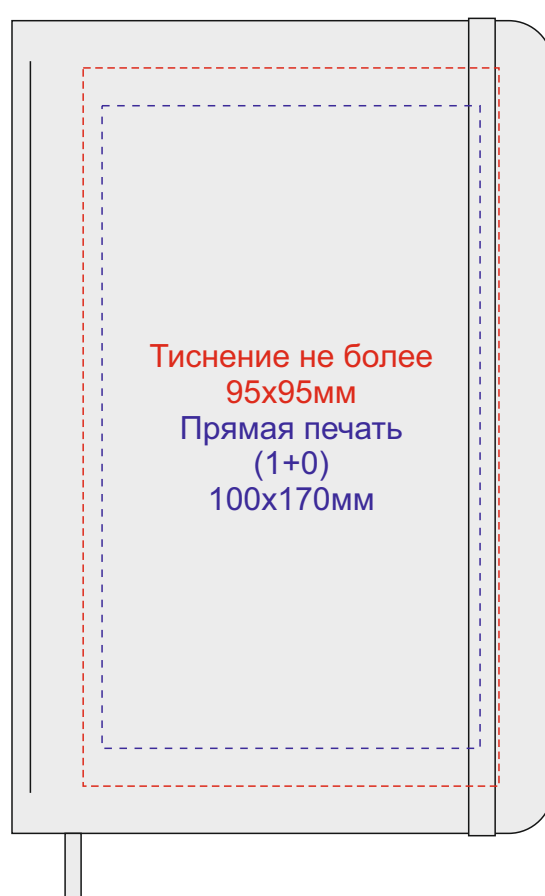 Тиснение не более
95х95мм
Прямая печать
(1+0)
100х170мм